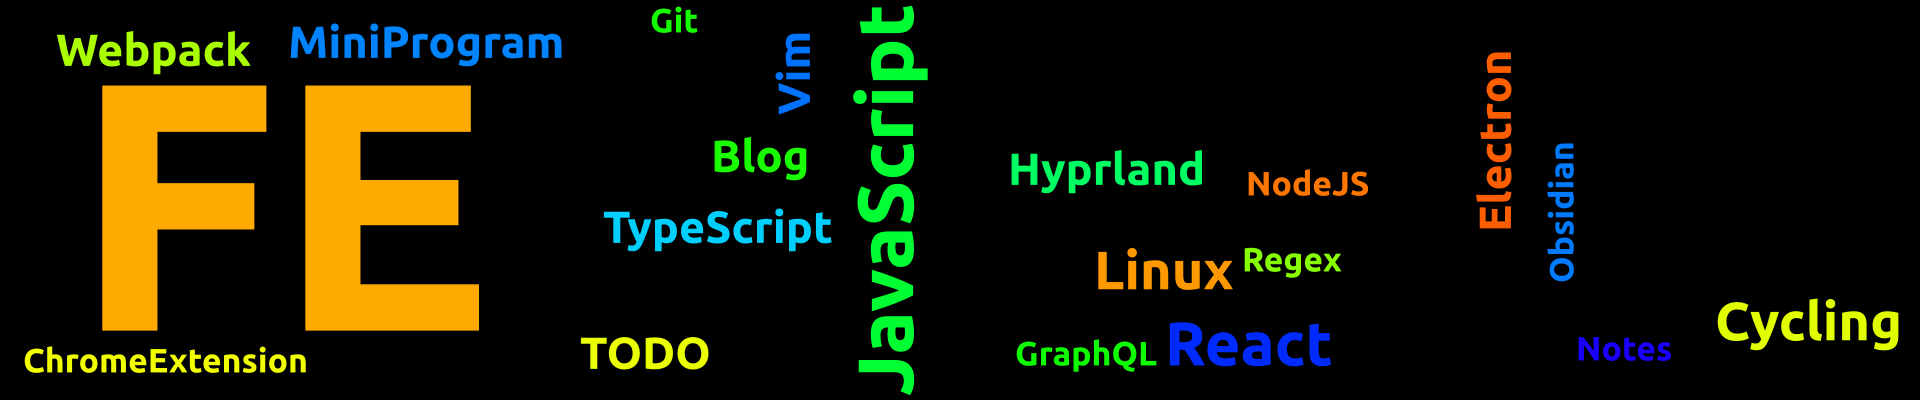 Webpack
MiniProgram
FE
ChromeExtension
Git
Vim
Blog
TypeScript
TODO
JavaScript
Hyprland
NodeJS
Linux
Regex
GraphQL
React
Electron
Obsidian
Notes
Cycling